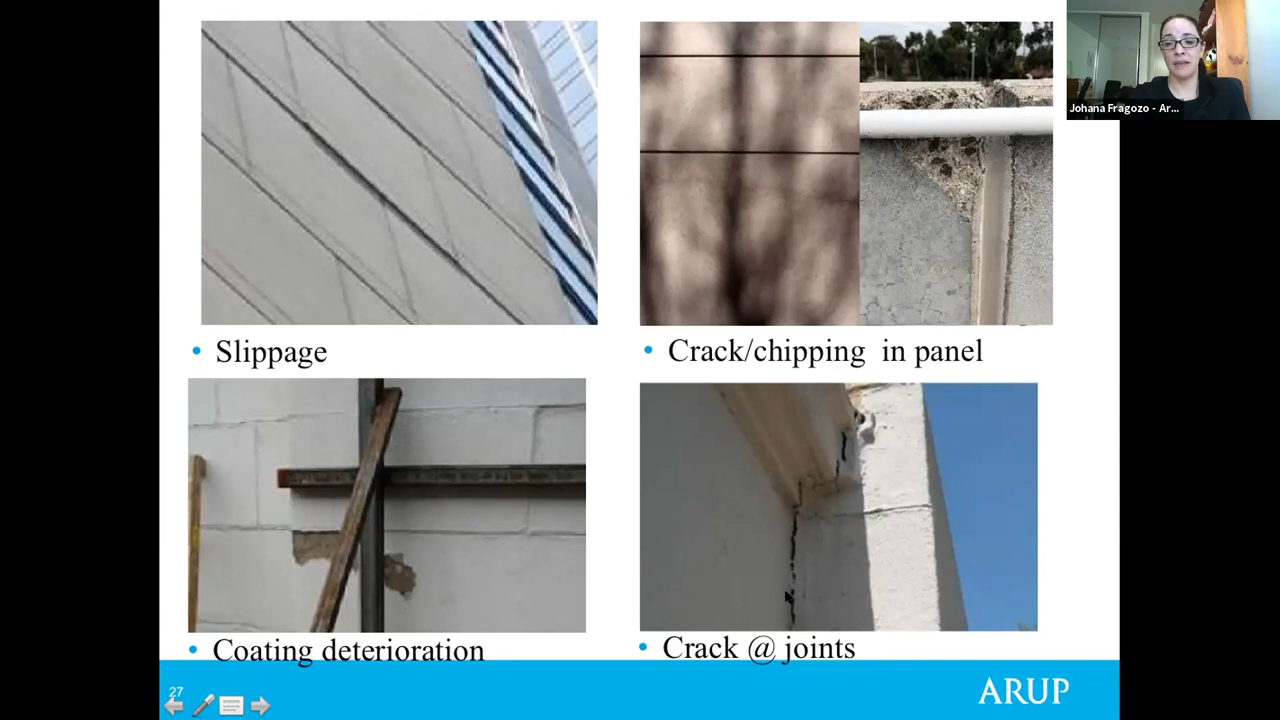 Johana Fragozo - Ar...
• Slippage
• Crack/chipping in panel
• Coating deterioration
• Crack @ joints
27
ARUP